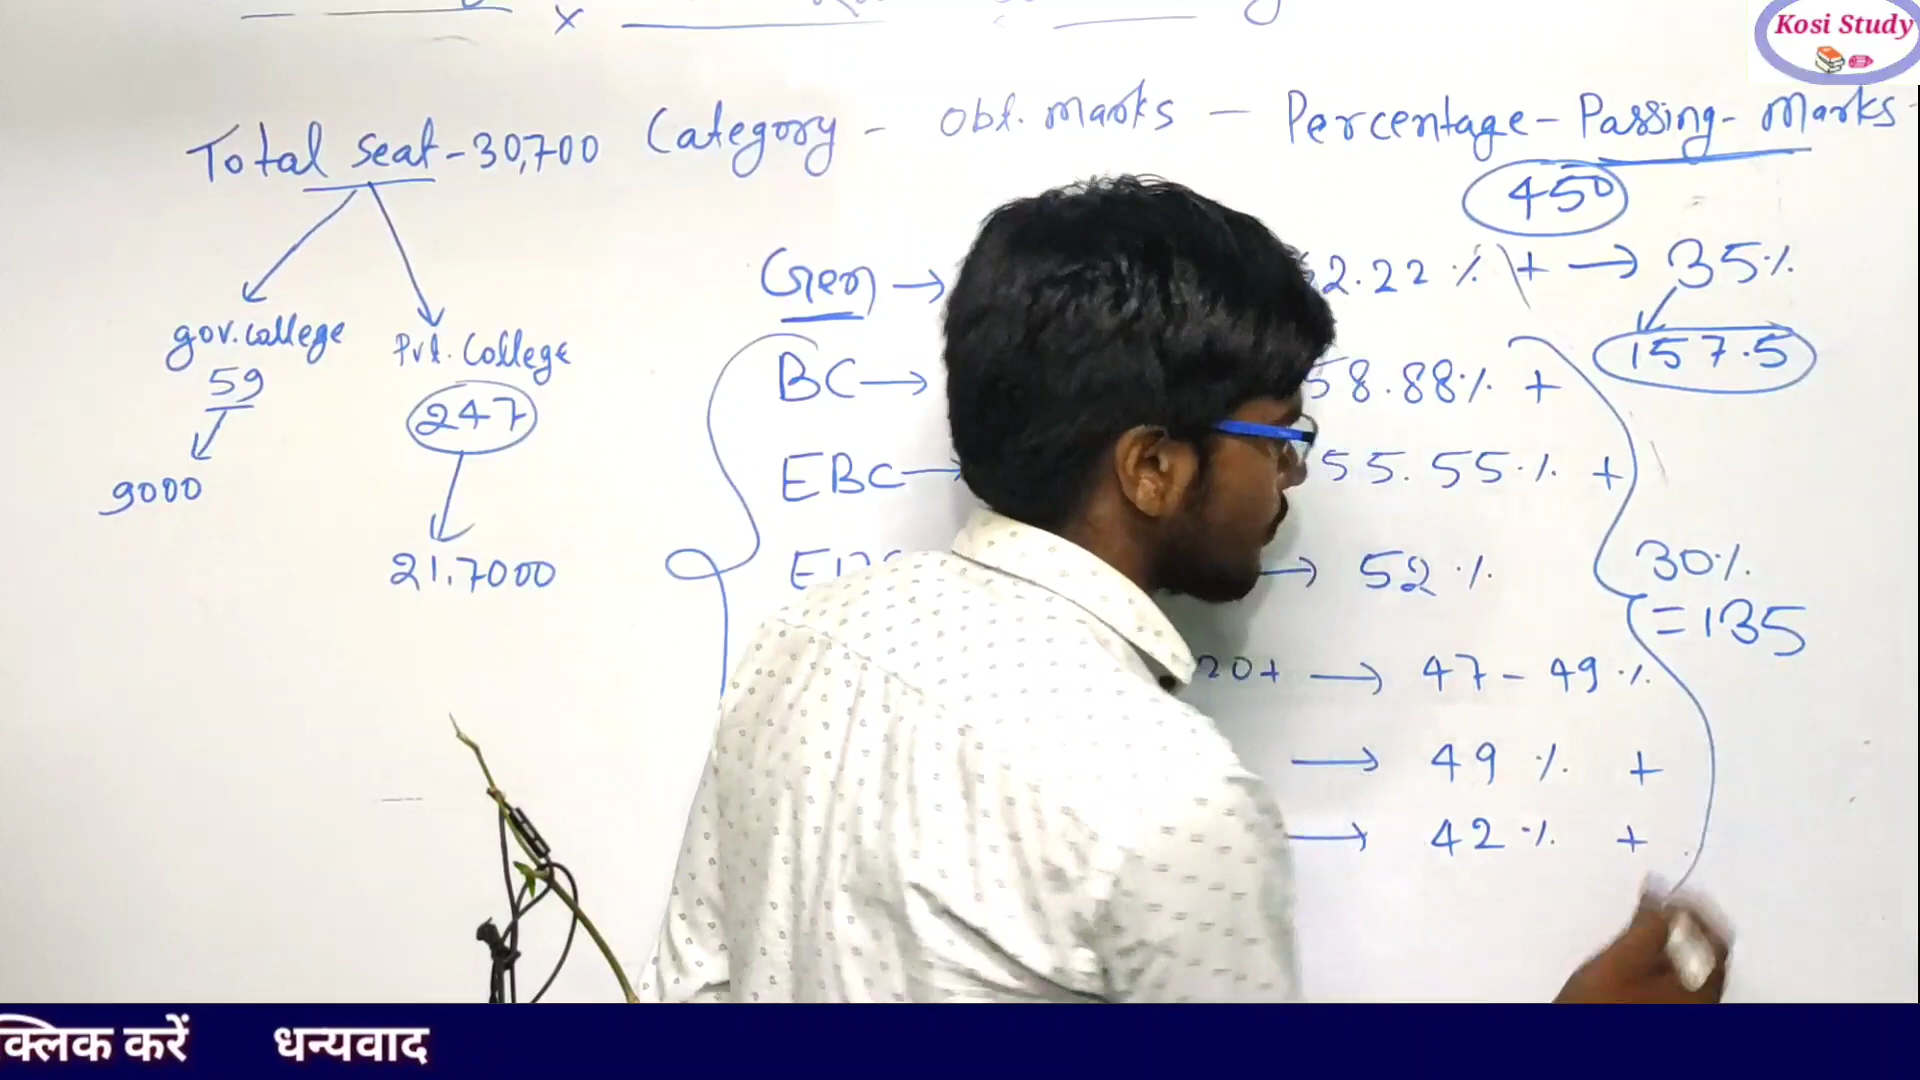 Kosi Study
Total seat - 30,700
Category - Obt. marks - Percentage - Passing - Marks -
450
Gen → 2.22 % + → 35%
157.5
gov. college
59
9000
Pvt. College
247
21,7000
BC → 58.88% +
EBC → 55.55% +
→ 52 %
30%
= 135
20+ → 47 - 49 %
→ 49 % +
→ 42 % +
क्लिक करें धन्यवाद